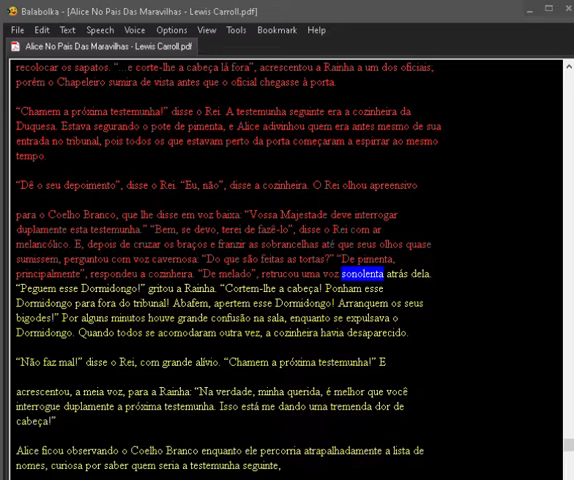 Balabolka - [Alice No Pais Das Maravilhas - Lewis Carroll.pdf]
File Edit Text Speech Voice Options View Tools Bookmark Help
Alice No Pais Das Maravilhas - Lewis Carroll.pdf
recolocar os sapatos. “...e corte-lhe a cabeça lá fora”, acrescentou a Rainha a um dos oficiais,
porém o Chapeleiro sumira de vista antes que o oficial chegasse à porta.
“Chamem a próxima testemunha!” disse o Rei. A testemunha seguinte era a cozinheira da
Duquesa. Estava segurando o pote de pimenta, e Alice adivinhou quem era antes mesmo de sua
entrada no tribunal, pois todos os que estavam perto da porta começaram a espirrar ao mesmo
tempo.
“Dê o seu depoimento”, disse o Rei. “Eu, não”, disse a cozinheira. O Rei olhou apreensivo
para o Coelho Branco, que lhe disse em voz baixa. “Vossa Majestade deve interrogar
duplamente esta testemunha.” “Bem, se devo, terei de fazê-lo”, disse o Rei com ar
melancólico. E, depois de cruzar os braços e franzir as sobrancelhas até que seus olhos quase
sumissem, perguntou com voz cavernosa: “Do que são feitas as tortas?” “De pimenta,
principalmente”, respondeu a cozinheira. “De melado”, retrucou uma voz sonolenta atrás dela.
“Peguem esse Dormidongo!” gritou a Rainha. “Cortem-lhe a cabeça! Ponham esse
Dormidongo para fora do tribunal! Abafem, apertem esse Dormidongo! Arranquem os seus
bigodes!” Por alguns minutos houve grande confusão na sala, enquanto se expulsava o
Dormidongo. Quando todos se acomodaram outra vez, a cozinheira havia desaparecido.
“Não faz mal!” disse o Rei, com grande alívio. “Chamem a próxima testemunha!” E
acrescentou, a meia voz, para a Rainha: “Na verdade, minha querida, é melhor que você
interrogue duplamente a próxima testemunha. Isso está me dando uma tremenda dor de
cabeça!”
Alice ficou observando o Coelho Branco enquanto ele percorria atrapalhadamente a lista de
nomes, curiosa por saber quem seria a testemunha seguinte,